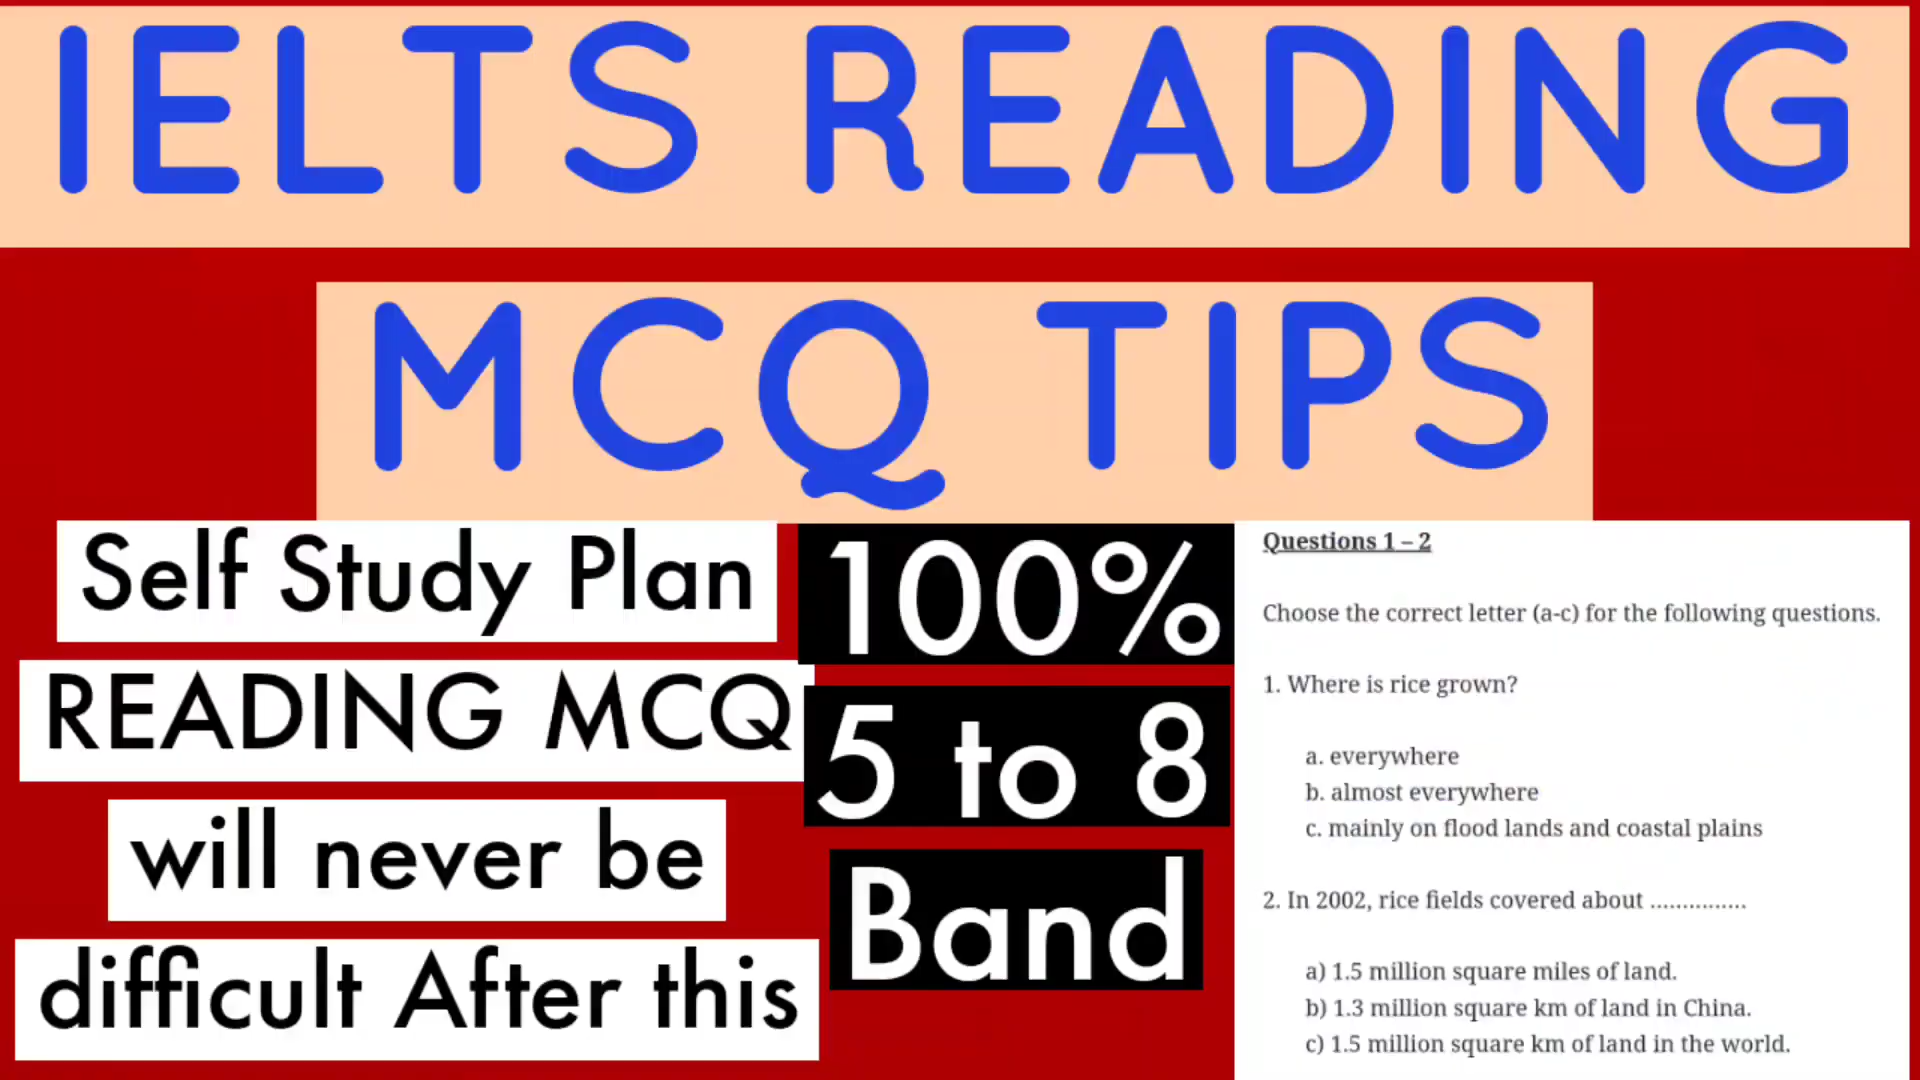 IELTS READING
MCQ TIPS
Self Study Plan
READING MCQ
will never be
difficult After this
100%
5 to 8
Band
Questions 1 – 2
Choose the correct letter (a-c) for the following questions.
1. Where is rice grown?
a. everywhere
b. almost everywhere
c. mainly on flood lands and coastal plains
2. In 2002, rice fields covered about ...............
a) 1.5 million square miles of land.
b) 1.3 million square km of land in China.
c) 1.5 million square km of land in the world.